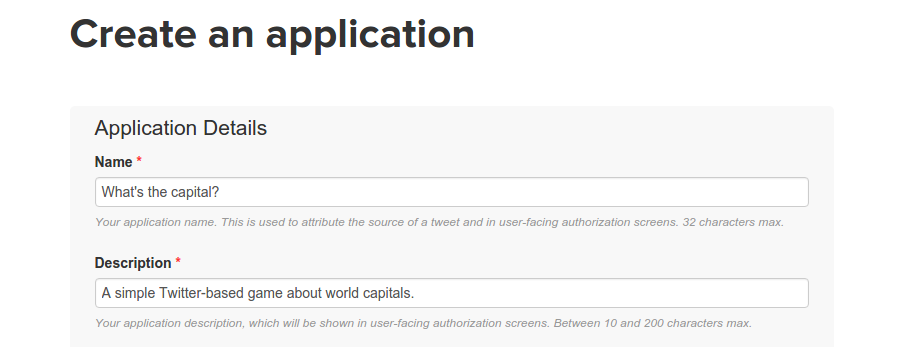 Create an application
Application Details
Name *
What's the capital?
Your application name. This is used to attribute the source of a tweet and in user-facing authorization screens. 32 characters max.
Description *
A simple Twitter-based game about world capitals.
Your application description, which will be shown in user-facing authorization screens. Between 10 and 200 characters max.